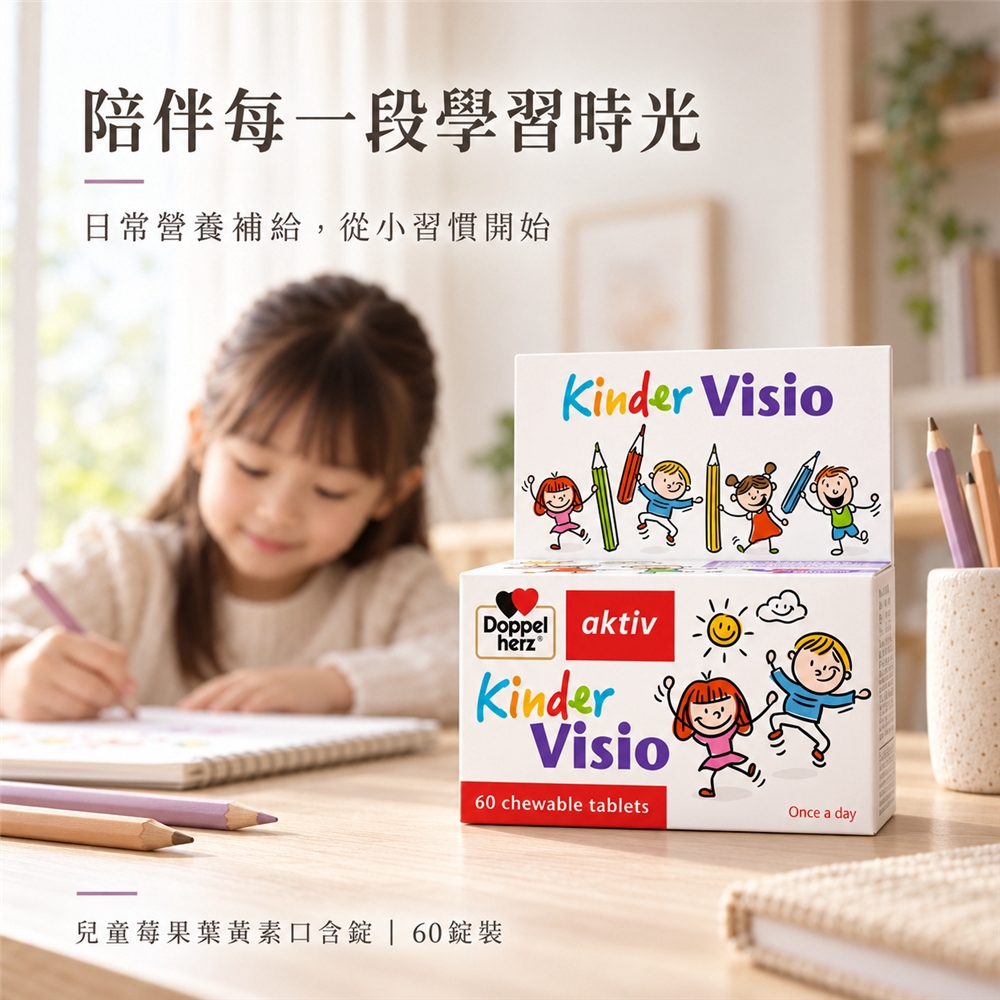 陪伴每一段學習時光
日常營養補給，從小習慣開始
Kinder Visio
Doppel
herz®
aktiv
Kinder
Visio
60 chewable tablets
Once a day
兒童莓果葉黃素口含錠 | 60錠裝